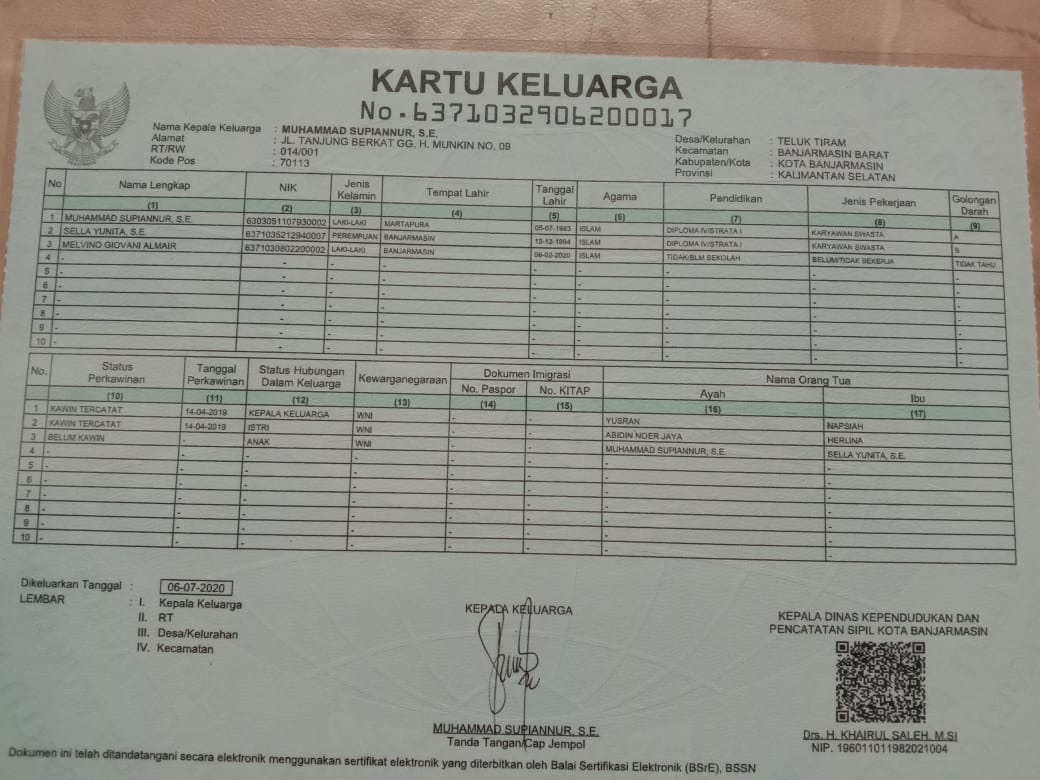 KARTU KELUARGA
No.6371032906200017
Nama Kepala Keluarga : MUHAMMAD SUPIANNUR, S.E.
Alamat : JL. TANJUNG BERKAT GG. H. MUNKIN NO. 09
RT/RW : 014/001
Kode Pos : 70113
Desa/Kelurahan : TELUK TIRAM
Kecamatan : BANJARMASIN BARAT
Kabupaten/Kota : KOTA BANJARMASIN
Provinsi : KALIMANTAN SELATAN
No Nama Lengkap NIK Jenis Kelamin Tempat Lahir Tanggal Lahir Agama Pendidikan Jenis Pekerjaan Golongan Darah
(1) (2) (3) (4) (5) (6) (7) (8) (9)
1 MUHAMMAD SUPIANNUR, S.E. 6303051107930002 LAKI-LAKI MARTAPURA 05-07-1993 ISLAM DIPLOMA IV/STRATA I KARYAWAN SWASTA A
2 SELLA YUNITA, S.E. 6371035212940007 PEREMPUAN BANJARMASIN 12-12-1994 ISLAM DIPLOMA IV/STRATA I KARYAWAN SWASTA B
3 MELVINO GIOVANI ALMAIR 6371030802200002 LAKI-LAKI BANJARMASIN 08-02-2020 ISLAM TIDAK/BLM SEKOLAH BELUM/TIDAK BEKERJA TIDAK TAHU
4 - - - - - - - - -
5 - - - - - - - - -
6 - - - - - - - - -
7 - - - - - - - - -
8 - - - - - - - - -
9 - - - - - - - - -
10 - - - - - - - - -
No. Status Perkawinan Tanggal Perkawinan Status Hubungan Dalam Keluarga Kewarganegaraan Dokumen Imigrasi Nama Orang Tua
No. Paspor No. KITAP Ayah Ibu
(10) (11) (12) (13) (14) (15) (16) (17)
1 KAWIN TERCATAT 14-04-2019 KEPALA KELUARGA WNI - - YUSRAN NAPSIAH
2 KAWIN TERCATAT 14-04-2019 ISTRI WNI - - ABIDIN NOER JAYA HERLINA
3 BELUM KAWIN - ANAK WNI - - MUHAMMAD SUPIANNUR, S.E. SELLA YUNITA, S.E.
4 - - - - - - - -
5 - - - - - - - -
6 - - - - - - - -
7 - - - - - - - -
8 - - - - - - - -
9 - - - - - - - -
10 - - - - - - - -
Dikeluarkan Tanggal : 06-07-2020
LEMBAR : I. Kepala Keluarga
II. RT
III. Desa/Kelurahan
IV. Kecamatan
KEPALA KELUARGA
MUHAMMAD SUPIANNUR, S.E.
Tanda Tangan/Cap Jempol
KEPALA DINAS KEPENDUDUKAN DAN
PENCATATAN SIPIL KOTA BANJARMASIN
Drs. H. KHAIRUL SALEH, M.SI
NIP. 196011011982021004
Dokumen ini telah ditandatangani secara elektronik menggunakan sertifikat elektronik yang diterbitkan oleh Balai Sertifikasi Elektronik (BSrE), BSSN